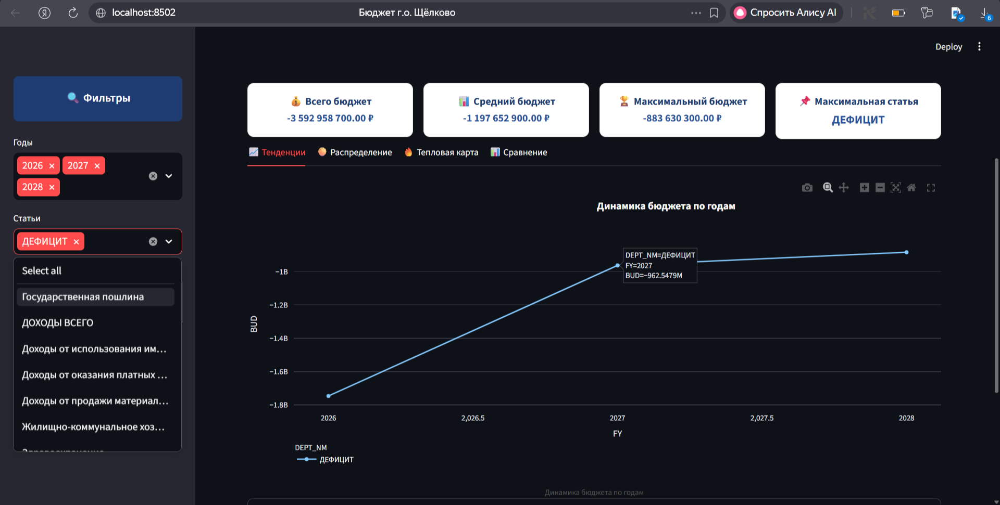 Я
localhost:8502
Бюджет г.о. Щёлково
Спросить Алису AI
6
Deploy
Фильтры
Годы
2026 × 2027 ×
2028 ×
Статьи
ДЕФИЦИТ ×
Select all
Государственная пошлина
ДОХОДЫ ВСЕГО
Доходы от использования им...
Доходы от оказания платных ...
Доходы от продажи материал...
Жилищно-коммунальное хоз...
Всего бюджет
-3 592 958 700.00 ₽
Средний бюджет
-1 197 652 900.00 ₽
Максимальный бюджет
-883 630 300.00 ₽
Максимальная статья
ДЕФИЦИТ
Тенденции
Распределение
Тепловая карта
Сравнение
Динамика бюджета по годам
DEPT_NM=ДЕФИЦИТ
FY=2027
BUD=−962.5479M
−1B
−1.2B
−1.4B
−1.6B
−1.8B
BUD
2026
2,026.5
2027
2,027.5
2028
FY
DEPT_NM
ДЕФИЦИТ
Динамика бюджета по годам